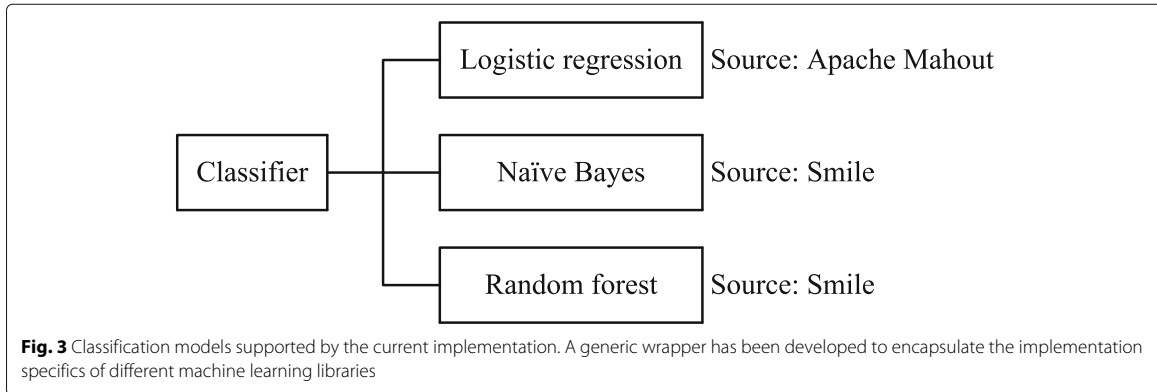 Logistic regression Source: Apache Mahout
Classifier
Naïve Bayes Source: Smile
Random forest Source: Smile
Fig. 3 Classification models supported by the current implementation. A generic wrapper has been developed to encapsulate the implementation
specifics of different machine learning libraries